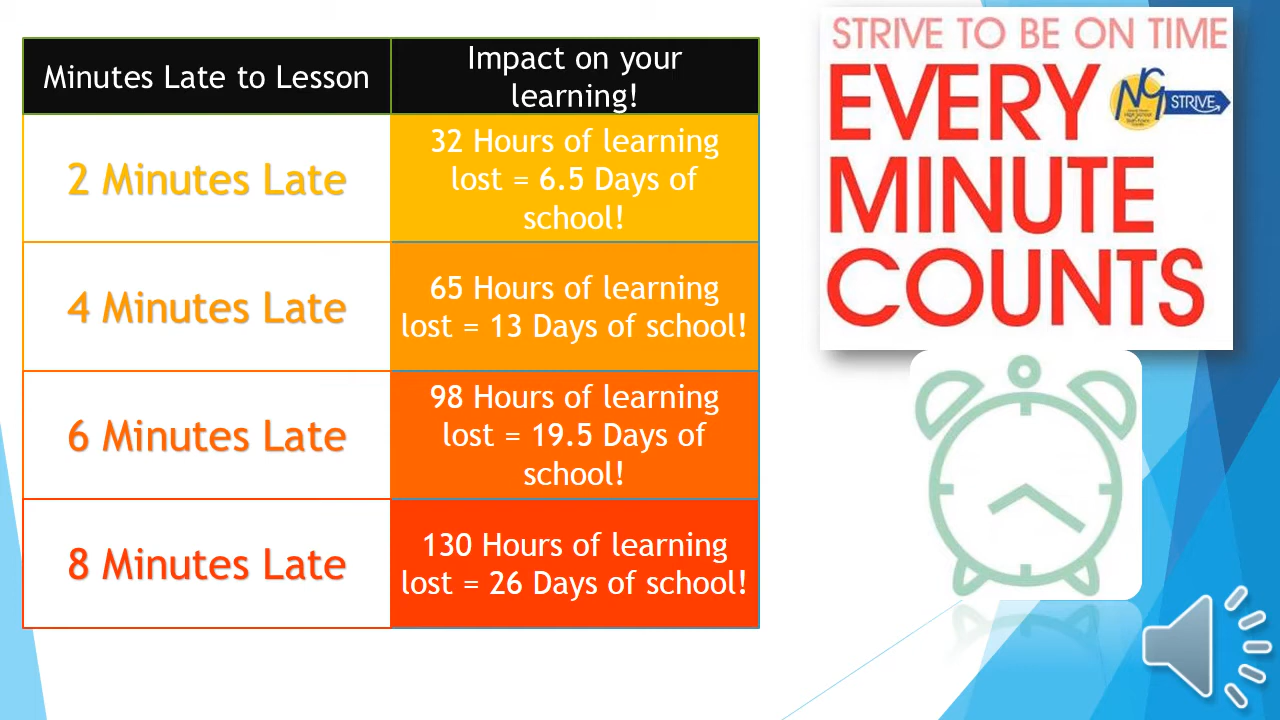 Minutes Late to Lesson
Impact on your
learning!
2 Minutes Late
32 Hours of learning
lost = 6.5 Days of
school!
4 Minutes Late
65 Hours of learning
lost = 13 Days of school!
6 Minutes Late
98 Hours of learning
lost = 19.5 Days of
school!
8 Minutes Late
130 Hours of learning
lost = 26 Days of school!
STRIVE TO BE ON TIME
EVERY
MINUTE
COUNTS
STRIVE